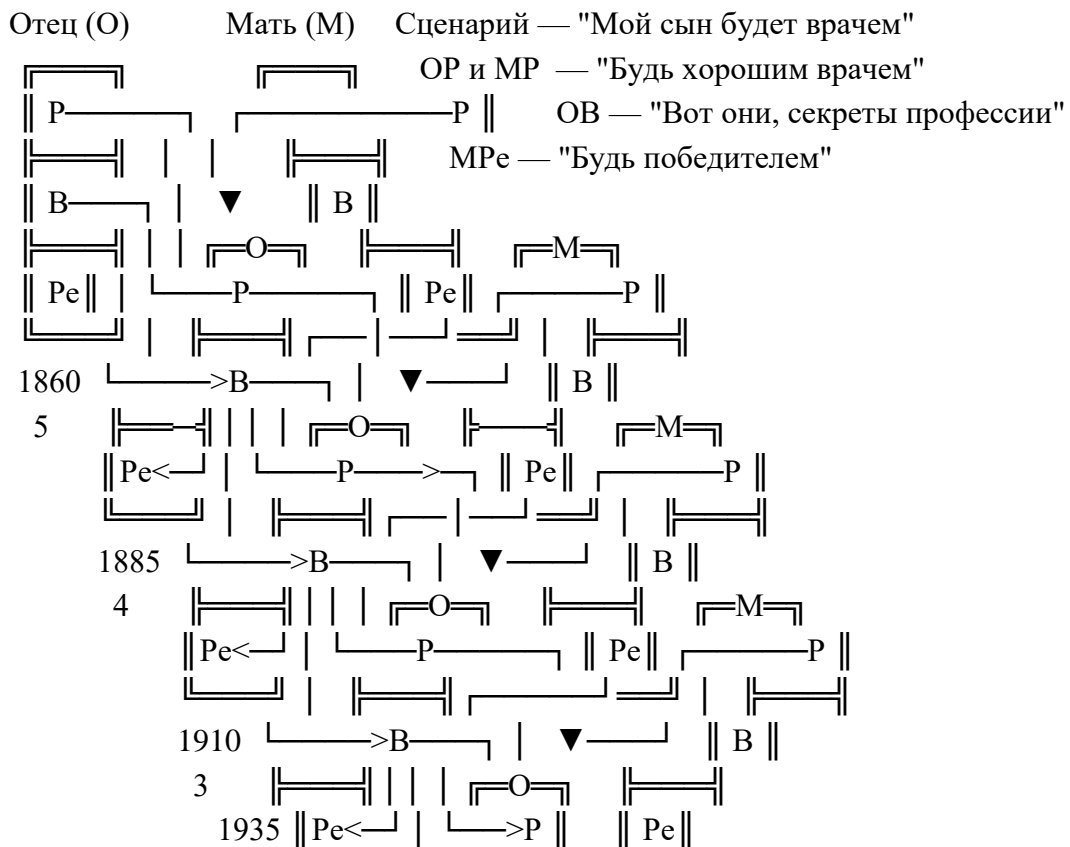 Отец (О) Мать (М) Сценарий — "Мой сын будет врачем"
ОР и МР — "Будь хорошим врачем"
Р Р ОВ — "Вот они, секреты профессии"
МРе — "Будь победителем"
В В
О М
Ре Р Ре Р
1860 >В В
5 О М
Ре< Р > Ре Р
1885 >В В
4 О М
Ре< Р Ре Р
1910 >В В
3 О
1935 Ре< >Р Ре